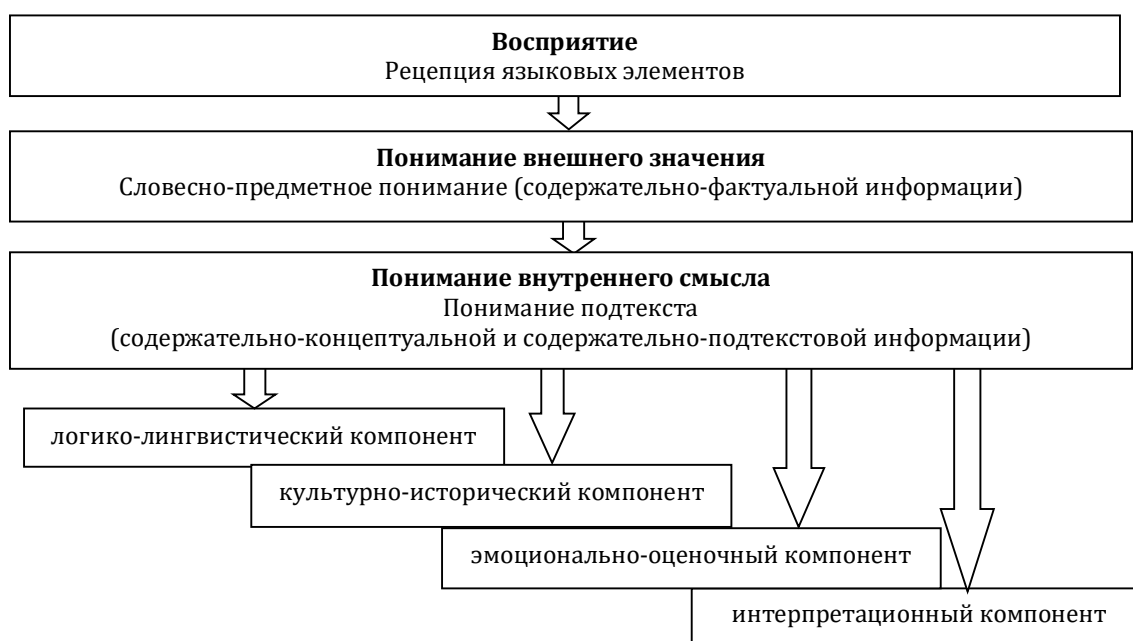 Восприятие
Рецепция языковых элементов
Понимание внешнего значения
Словесно-предметное понимание (содержательно-фактуальной информации)
Понимание внутреннего смысла
Понимание подтекста
(содержательно-концептуальной и содержательно-подтекстовой информации)
логико-лингвистический компонент
культурно-исторический компонент
эмоционально-оценочный компонент
интерпретационный компонент